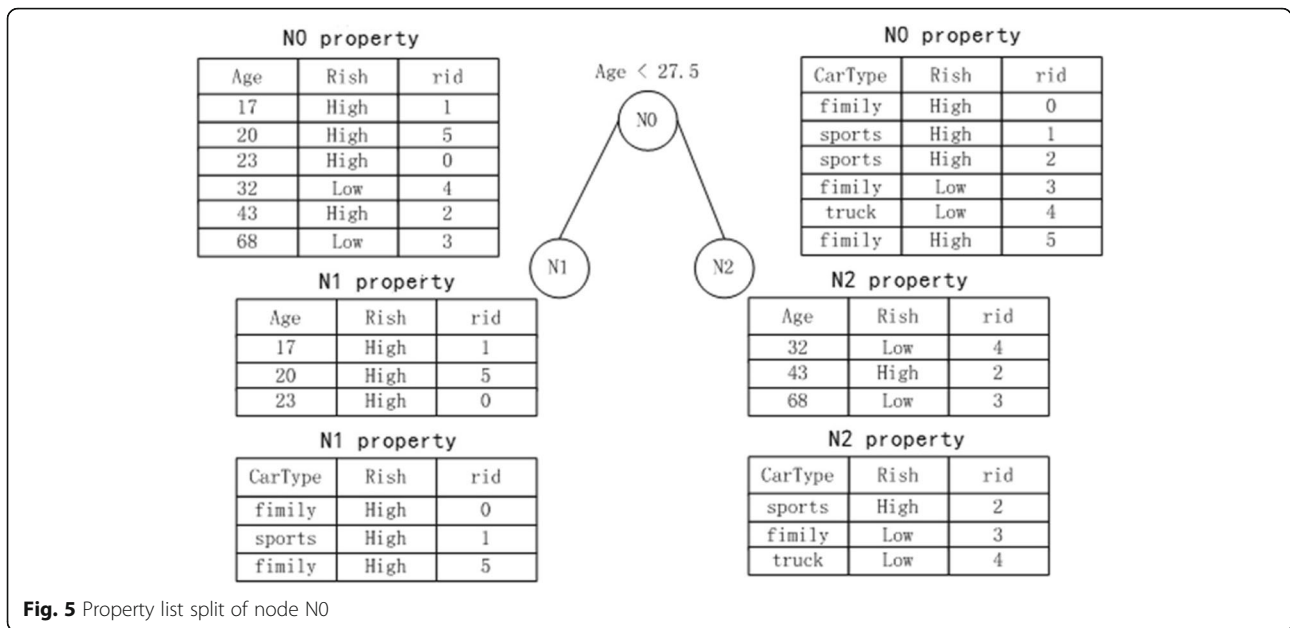 N0 property
Age Rish rid
17 High 1
20 High 5
23 High 0
32 Low 4
43 High 2
68 Low 3
Age < 27.5
N0
N1
N2
N0 property
CarType Rish rid
fimily High 0
sports High 1
sports High 2
fimily Low 3
truck Low 4
fimily High 5
N1 property
Age Rish rid
17 High 1
20 High 5
23 High 0
N2 property
Age Rish rid
32 Low 4
43 High 2
68 Low 3
N1 property
CarType Rish rid
fimily High 0
sports High 1
fimily High 5
N2 property
CarType Rish rid
sports High 2
fimily Low 3
truck Low 4
Fig. 5 Property list split of node N0